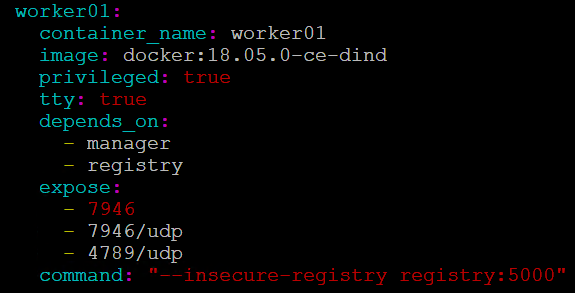 worker01:
  container_name: worker01
  image: docker:18.05.0-ce-dind
  privileged: true
  tty: true
  depends_on:
    - manager
    - registry
  expose:
    - 7946
    - 7946/udp
    - 4789/udp
  command: "--insecure-registry registry:5000"